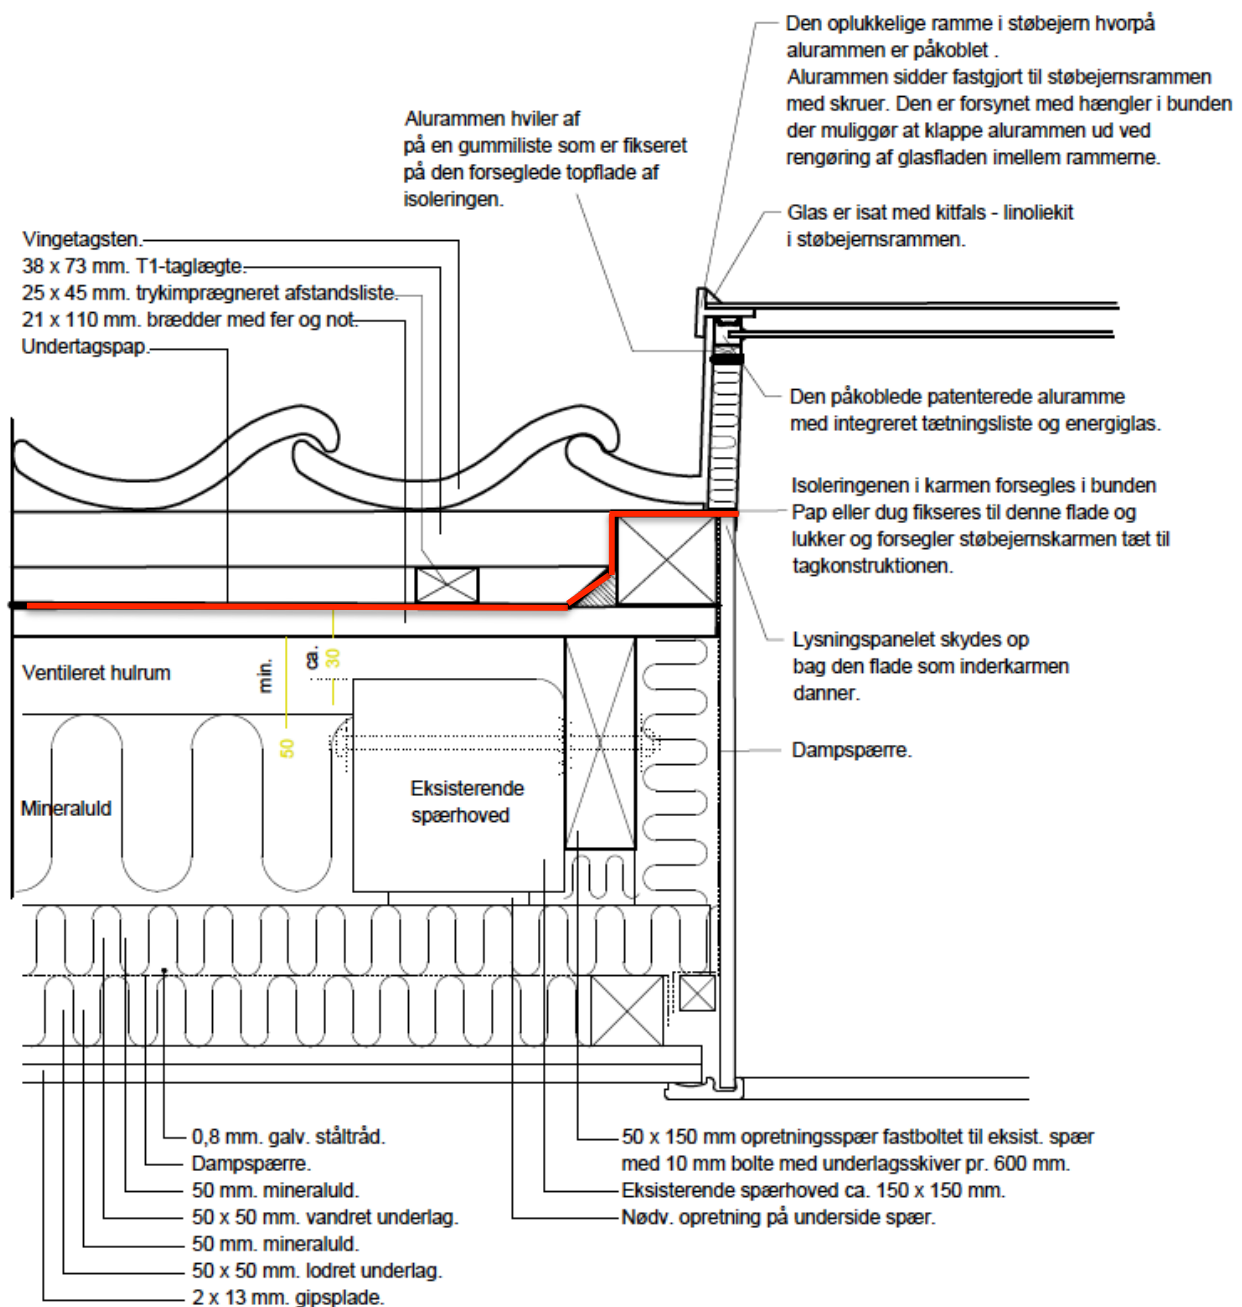 Den oplukkelige ramme i støbejern hvorpå
alurammen er påkoblet .
Alurammen sidder fastgjort til støbejernsrammen
med skruer. Den er forsynet med hængler i bunden
der muliggør at klappe alurammen ud ved
rengøring af glasfladen imellem rammerne.
Alurammen hviler af
på en gummiliste som er fikseret
på den forseglede topflade af
isoleringen.
Glas er isat med kitfals - linoliekit
i støbejernsrammen.
Vingetagsten.
38 x 73 mm. T1-taglægte.
25 x 45 mm. trykimprægneret afstandsliste.
21 x 110 mm. brædder med fer og not.
Undertagspap.
Den påkoblede patenterede aluramme
med integreret tætningsliste og energiglas.
Isoleringenen i karmen forsegles i bunden
Pap eller dug fikseres til denne flade og
lukker og forsegler støbejernskarmen tæt til
tagkonstruktionen.
Lysningspanelet skydes op
bag den flade som inderkarmen
danner.
Ventileret hulrum
min.
50
ca.
30
Dampspærre.
Mineraluld
Eksisterende
spærhoved
0,8 mm. galv. ståltråd.
Dampspærre.
50 mm. mineraluld.
50 x 50 mm. vandret underlag.
50 mm. mineraluld.
50 x 50 mm. lodret underlag.
2 x 13 mm. gipsplade.
50 x 150 mm opretningsspær fastboltet til eksist. spær
med 10 mm bolte med underlagsskiver pr. 600 mm.
Eksisterende spærhoved ca. 150 x 150 mm.
Nødv. opretning på underside spær.